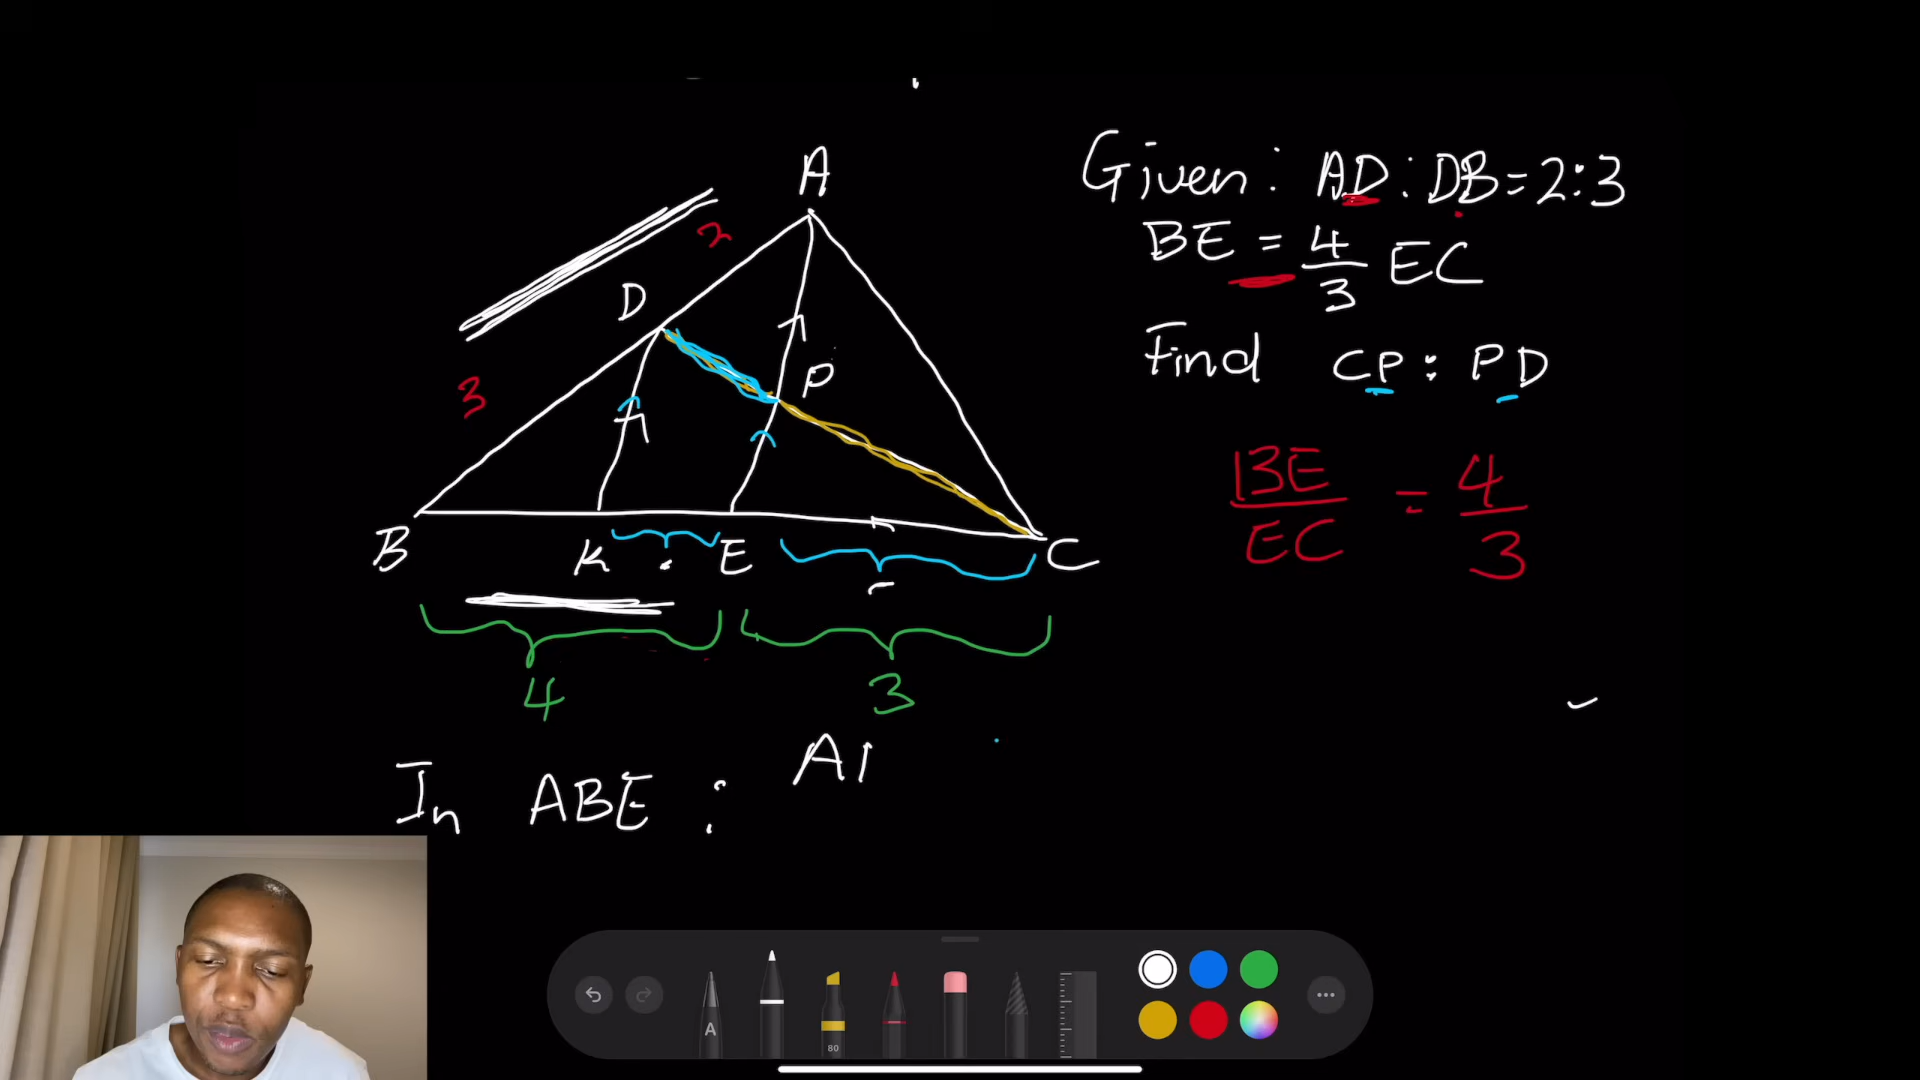 A
Given: AD:DB=2:3
2
BE = 4/3 EC
D
Find CP:PD
P
3
BE/EC = 4/3
B K E C
4 3
In ABE: AI
A
80